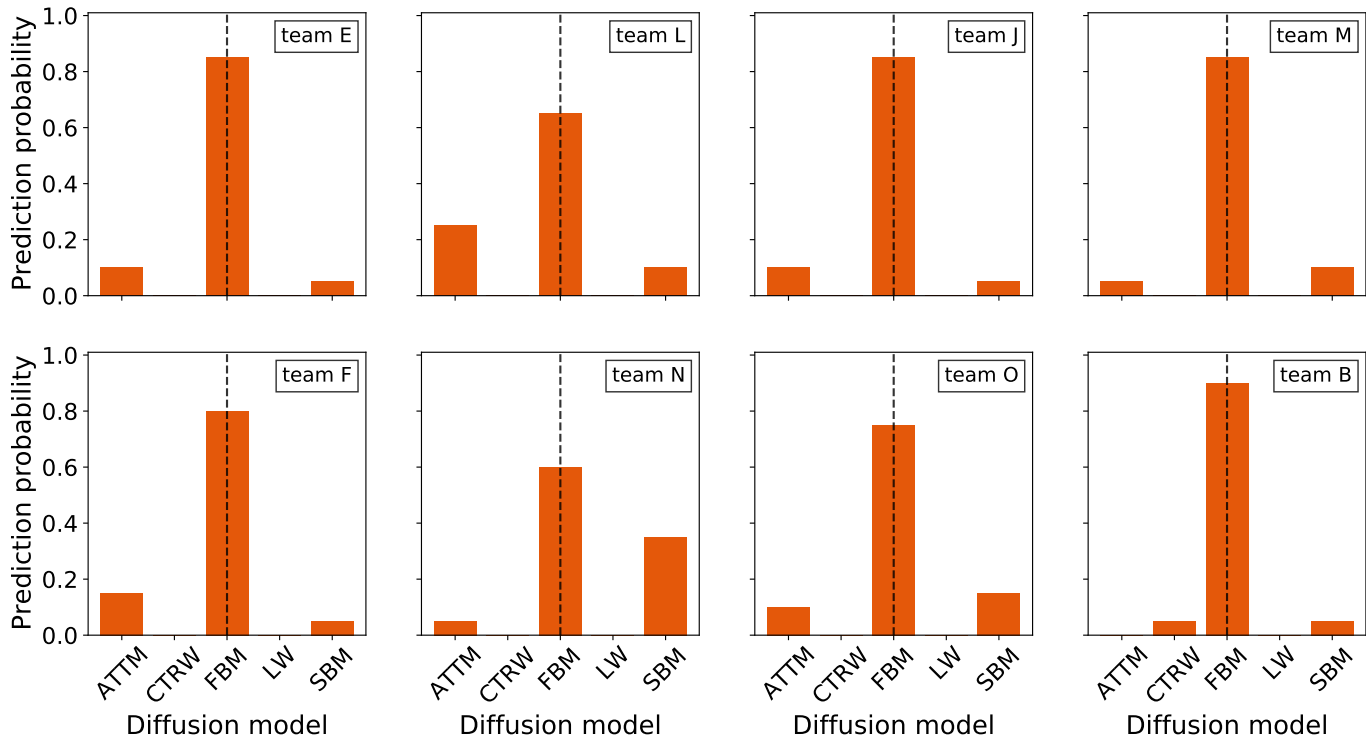 Prediction probability
1.0
0.8
0.6
0.4
0.2
0.0
team E
team L
team J
team M
Prediction probability
1.0
0.8
0.6
0.4
0.2
0.0
team F
team N
team O
team B
ATTM CTRW FBM LW SBM
ATTM CTRW FBM LW SBM
ATTM CTRW FBM LW SBM
ATTM CTRW FBM LW SBM
Diffusion model
Diffusion model
Diffusion model
Diffusion model